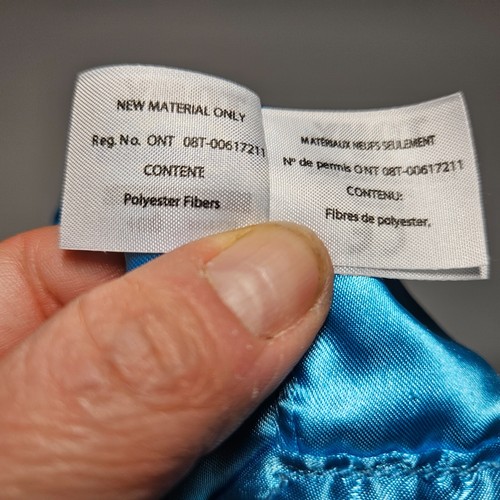 NEW MATERIAL ONLY
Reg. No. ONT 08T-00617211
CONTENT:
Polyester Fibers
MATÉRIAUX NEUFS SEULEMENT
N° de permis ONT 08T-00617211
CONTENU:
Fibres de polyester.